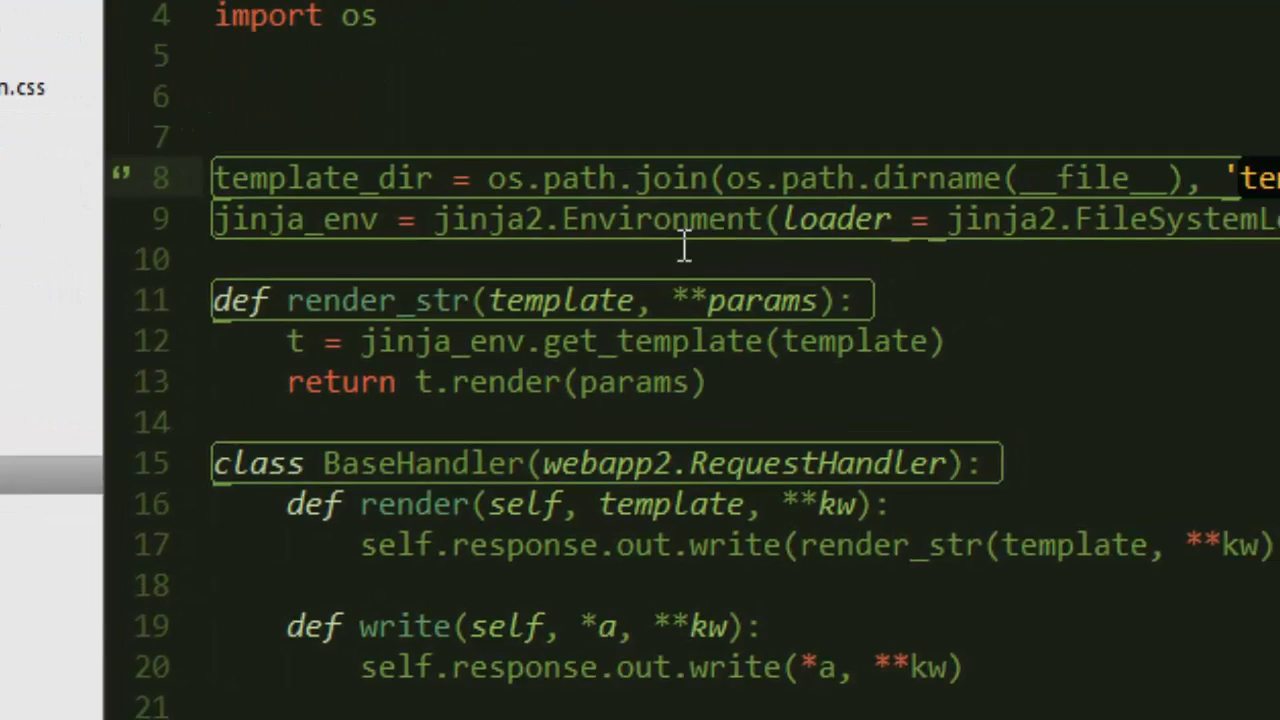 n.css
4 import os
5
6
7
8 template_dir = os.path.join(os.path.dirname(__file__), 'te
9 jinja_env = jinja2.Environment(loader = jinja2.FileSystemL
10
11 def render_str(template, **params):
12     t = jinja_env.get_template(template)
13     return t.render(params)
14
15 class BaseHandler(webapp2.RequestHandler):
16     def render(self, template, **kw):
17         self.response.out.write(render_str(template, **kw)
18
19     def write(self, *a, **kw):
20         self.response.out.write(*a, **kw)
21